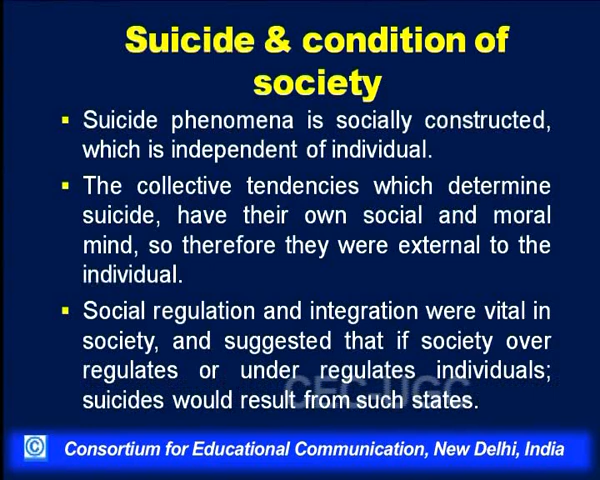 Suicide & condition of
society
▪ Suicide phenomena is socially constructed,
which is independent of individual.
▪ The collective tendencies which determine
suicide, have their own social and moral
mind, so therefore they were external to the
individual.
▪ Social regulation and integration were vital in
society, and suggested that if society over
regulates or under regulates individuals;
suicides would result from such states.
CEC-UGC
© Consortium for Educational Communication, New Delhi, India